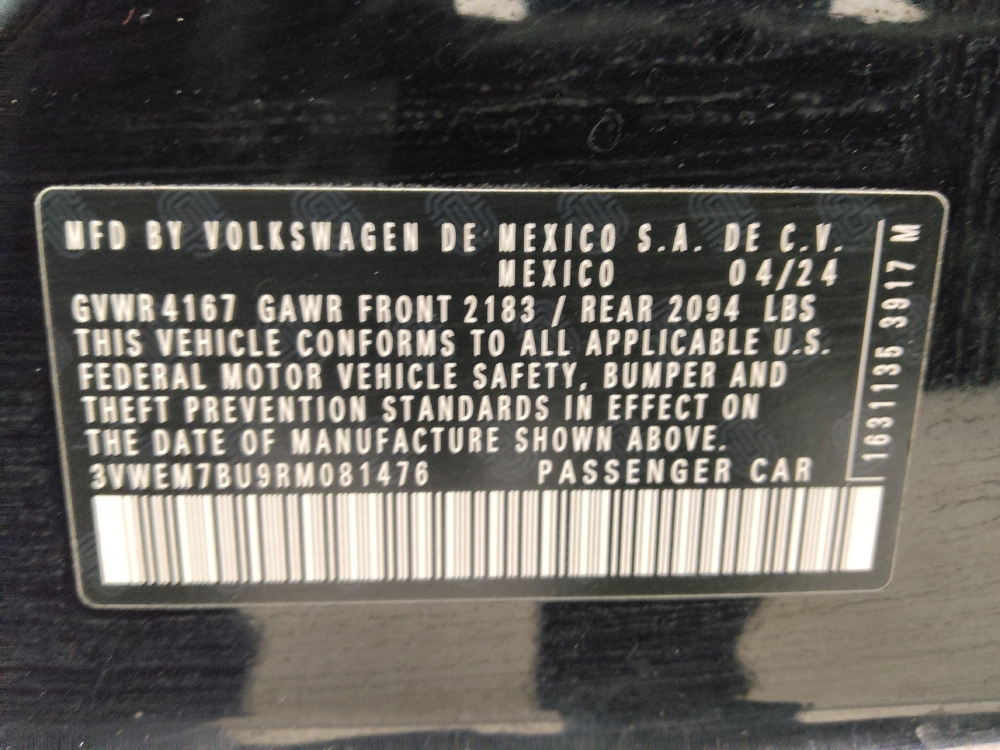 MFD BY VOLKSWAGEN DE MEXICO S.A. DE C.V.
MEXICO 04/24
GVWR 4167 GAWR FRONT 2183 / REAR 2094 LBS
THIS VEHICLE CONFORMS TO ALL APPLICABLE U.S.
FEDERAL MOTOR VEHICLE SAFETY, BUMPER AND
THEFT PREVENTION STANDARDS IN EFFECT ON
THE DATE OF MANUFACTURE SHOWN ABOVE.
3VWEM7BU9RM081476 PASSENGER CAR
1631135 3917 M